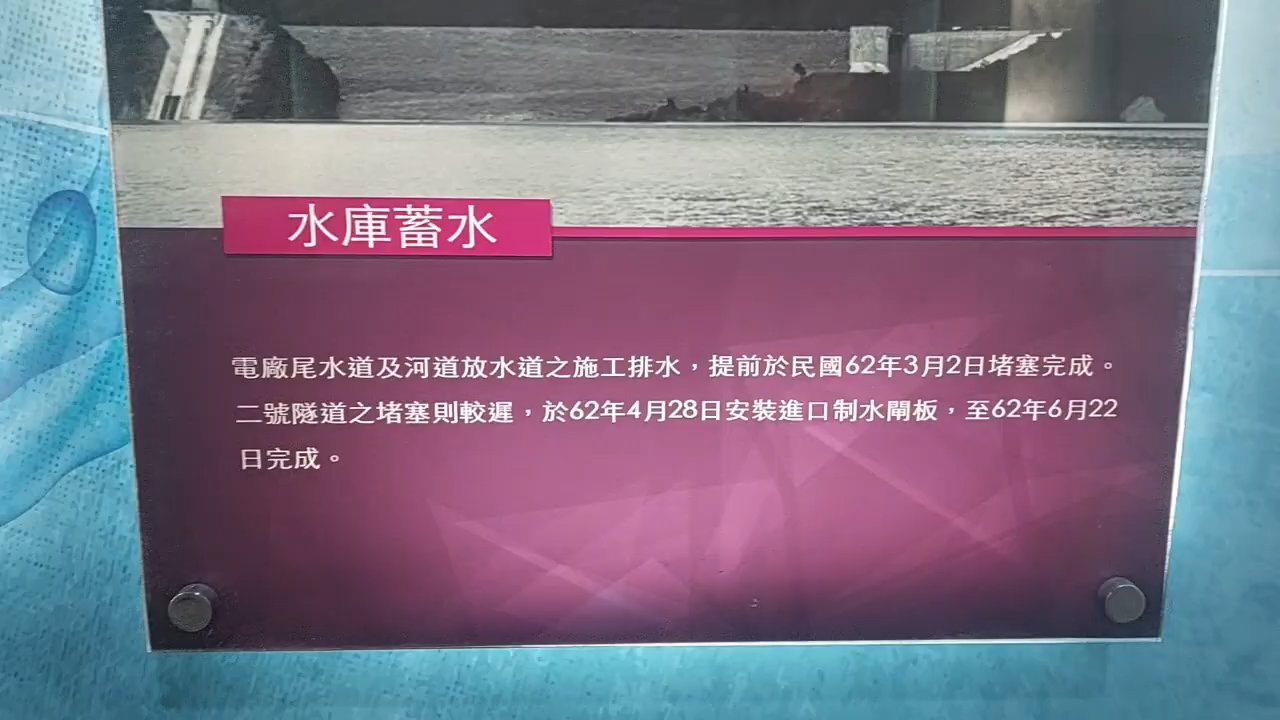 水庫蓄水
電廠尾水道及河道放水道之施工排水，提前於民國62年3月2日堵塞完成。
二號隧道之堵塞則較遲，於62年4月28日安裝進口制水閘板，至62年6月22
日完成。